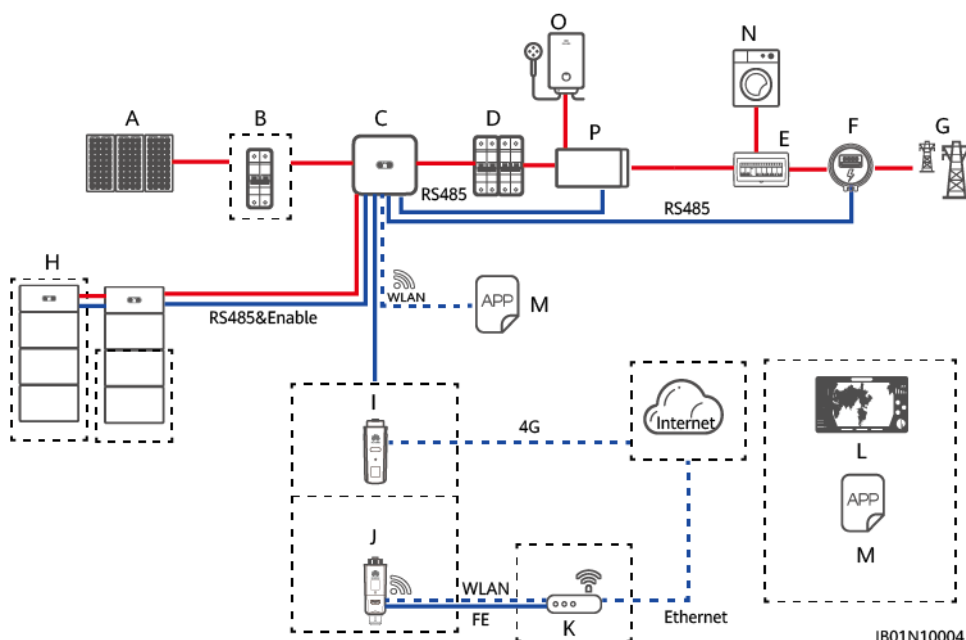 O
N
A
B
C
D
P
E
F
G
RS485
RS485
H
WLAN
APP
M
RS485&Enable
I
4G
Internet
L
APP
M
J
WLAN
FE
K
Ethernet
IB01N10004